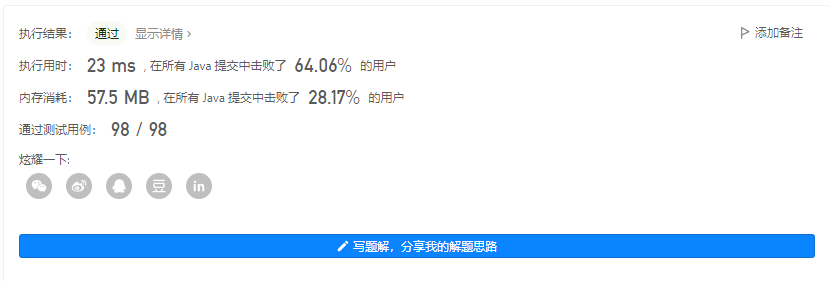 执行结果： 通过 显示详情 › 添加备注
执行用时： 23 ms , 在所有 Java 提交中击败了 64.06% 的用户
内存消耗： 57.5 MB , 在所有 Java 提交中击败了 28.17% 的用户
通过测试用例： 98 / 98
炫耀一下:
豆 in
写题解，分享我的解题思路